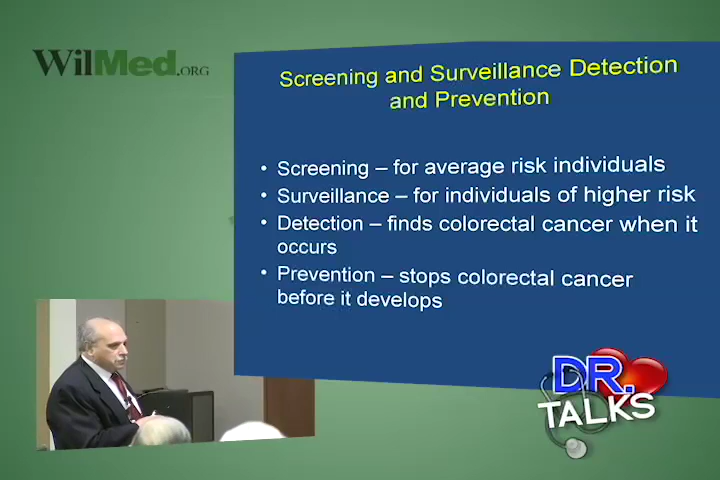 WilMed.ORG
Screening and Surveillance Detection
and Prevention
• Screening – for average risk individuals
• Surveillance – for individuals of higher risk
• Detection – finds colorectal cancer when it
occurs
• Prevention – stops colorectal cancer
before it develops
DR.
TALKS